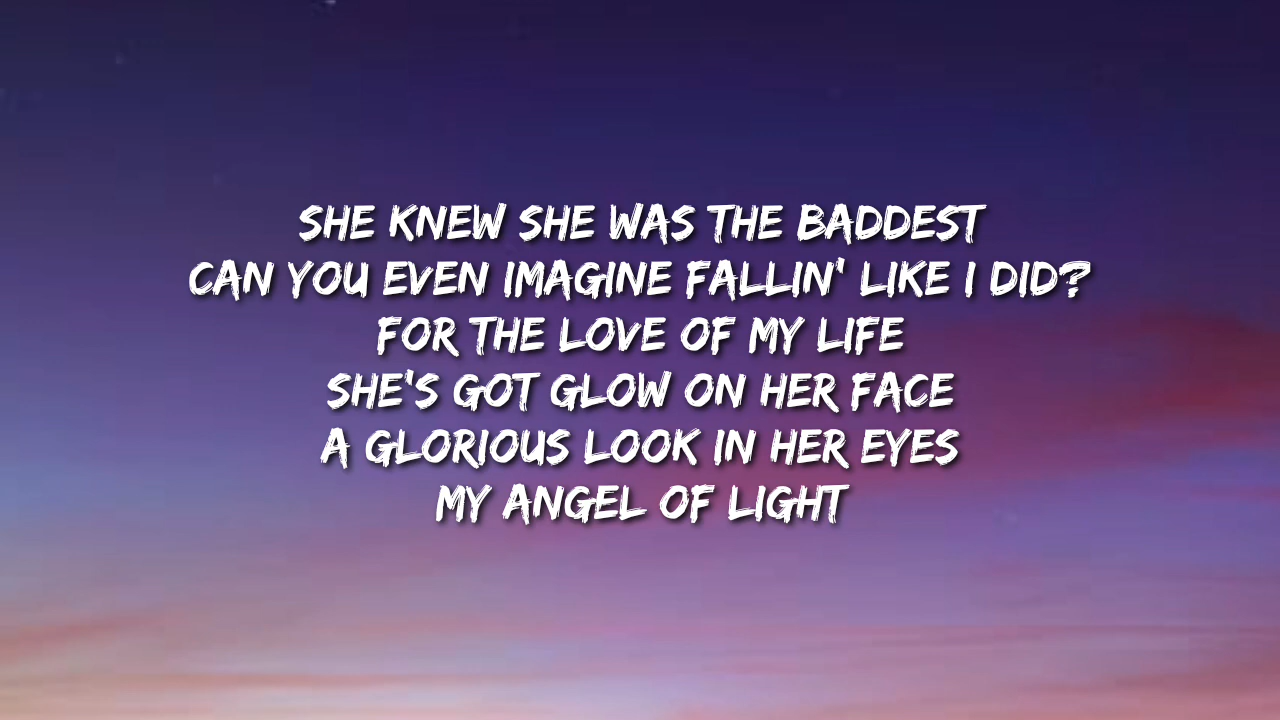 SHE KNEW SHE WAS THE BADDEST
CAN YOU EVEN IMAGINE FALLIN' LIKE I DID?
FOR THE LOVE OF MY LIFE
SHE'S GOT GLOW ON HER FACE
A GLORIOUS LOOK IN HER EYES
MY ANGEL OF LIGHT